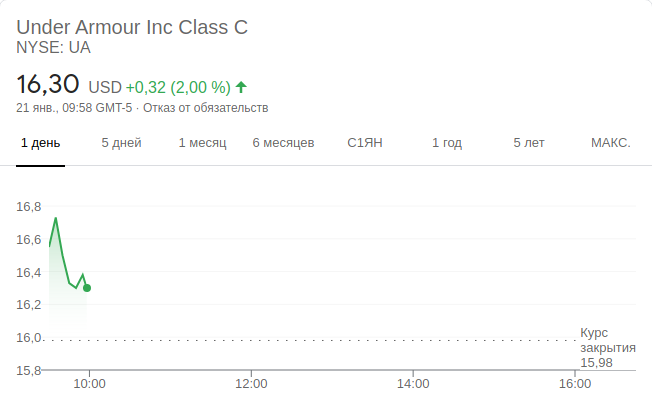 Under Armour Inc Class C
NYSE: UA
16,30 USD +0,32 (2,00 %)
21 янв., 09:58 GMT-5 · Отказ от обязательств
1 день 5 дней 1 месяц 6 месяцев С1ЯН 1 год 5 лет МАКС.
16,8
16,6
16,4
16,2
16,0
15,8
Курс
закрытия
15,98
10:00 12:00 14:00 16:00